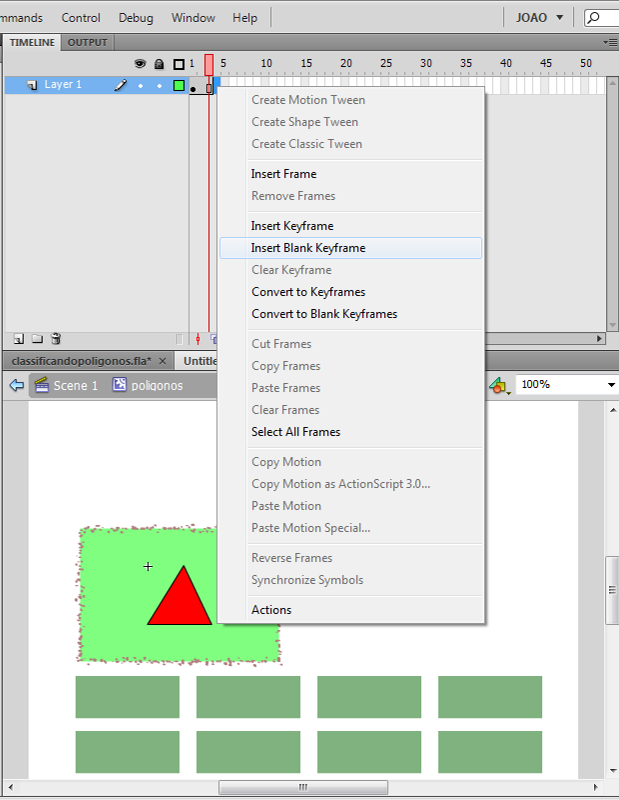 mmands Control Debug Window Help JOAO
TIMELINE OUTPUT
1 5 10 15 20 25 30 35 40 45 50
Layer 1
Create Motion Tween
Create Shape Tween
Create Classic Tween
Insert Frame
Remove Frames
Insert Keyframe
Insert Blank Keyframe
Clear Keyframe
Convert to Keyframes
Convert to Blank Keyframes
Cut Frames
Copy Frames
Paste Frames
Clear Frames
Select All Frames
Copy Motion
Copy Motion as ActionScript 3.0...
Paste Motion
Paste Motion Special...
Reverse Frames
Synchronize Symbols
Actions
classificandopoligonos.fla* Untitle
Scene 1 poligonos 100%